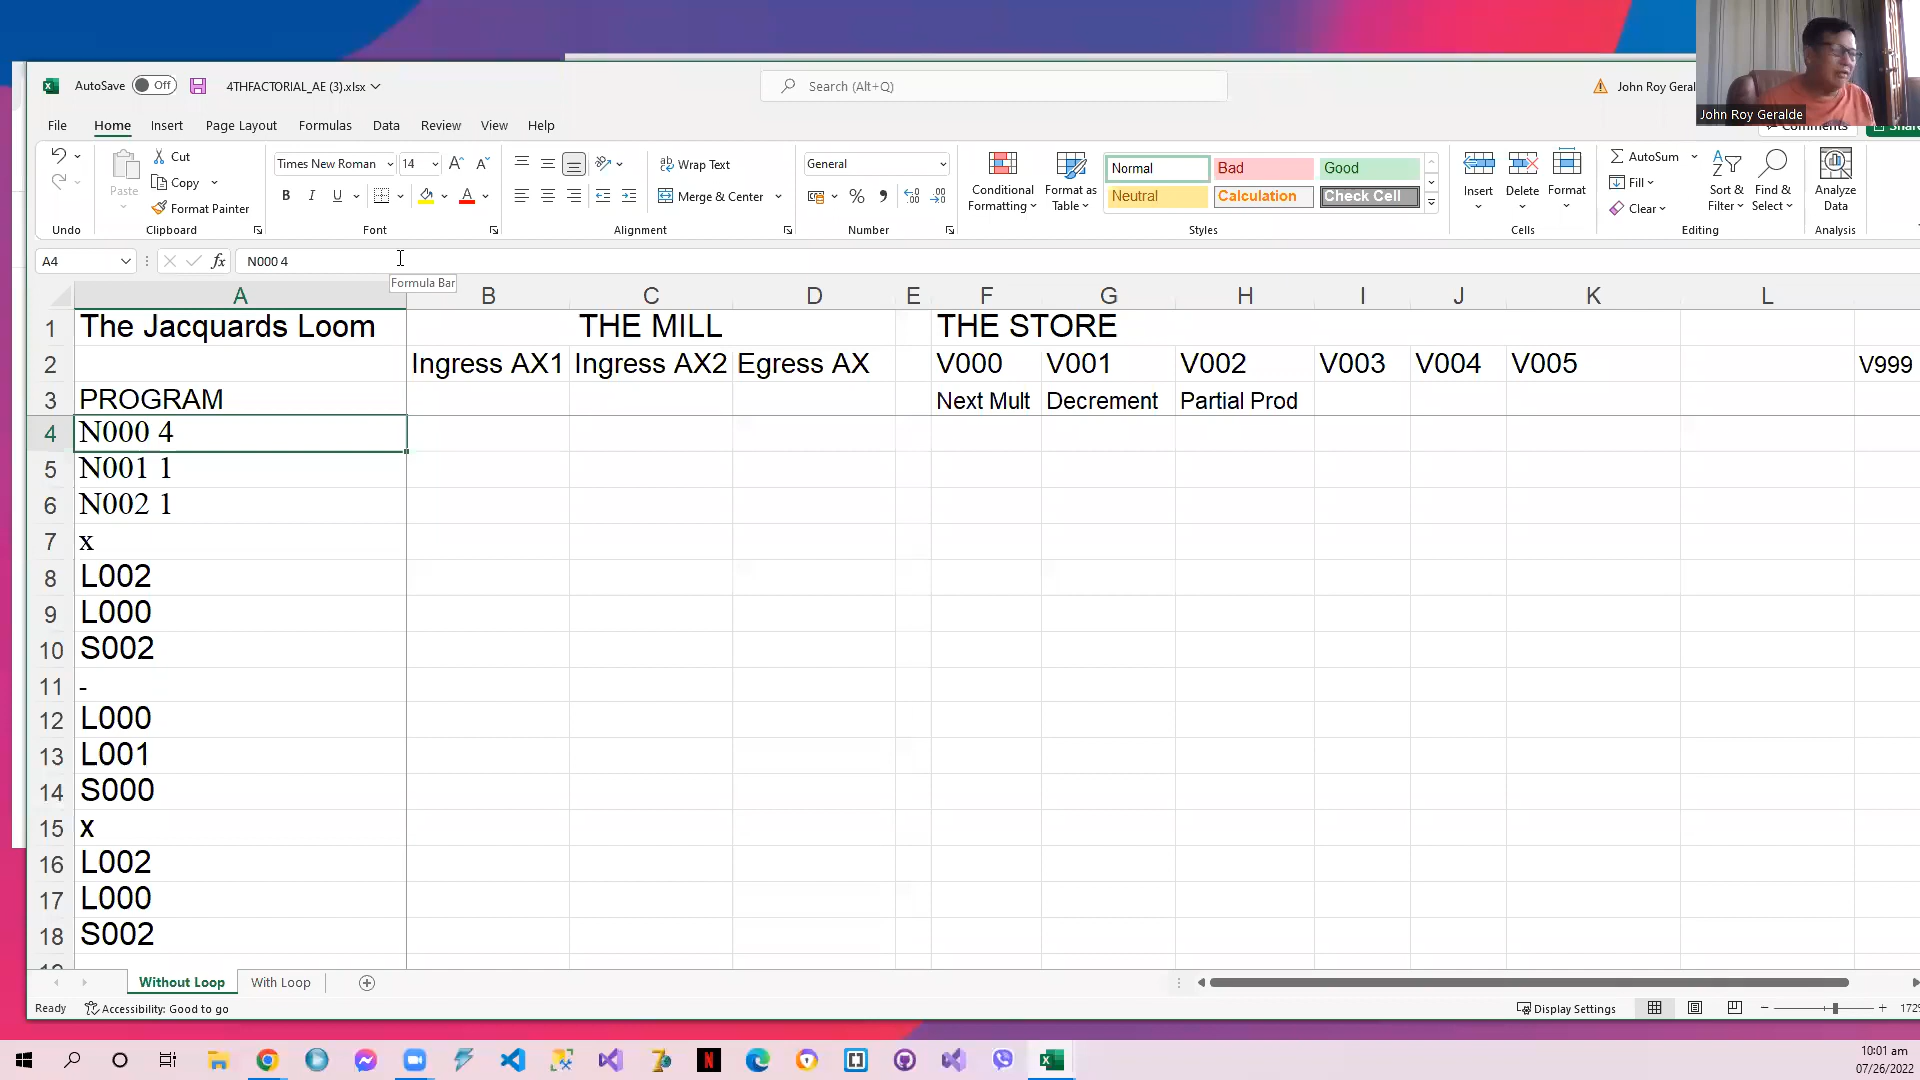 AutoSave Off 4THFACTORIAL_AE (3).xlsx Search (Alt+Q) John Roy Geral
John Roy Geralde
File Home Insert Page Layout Formulas Data Review View Help Comments Share
Paste Cut Copy Format Painter
Times New Roman 14
Wrap Text Merge & Center
General
Conditional Formatting Format as Table
Normal Bad Good
Neutral Calculation Check Cell
Insert Delete Format
AutoSum Fill Clear
Sort & Filter Find & Select
Analyze Data
Undo Clipboard Font Alignment Number Styles Cells Editing Analysis
A4 fx N000 4
Formula Bar
A B C D E F G H I J K L
1 The Jacquards Loom THE MILL THE STORE
2 Ingress AX1 Ingress AX2 Egress AX V000 V001 V002 V003 V004 V005 V999
3 PROGRAM Next Mult Decrement Partial Prod
4 N000 4
5 N001 1
6 N002 1
7 x
8 L002
9 L000
10 S002
11 -
12 L000
13 L001
14 S000
15 x
16 L002
17 L000
18 S002
Without Loop With Loop
Ready Accessibility: Good to go Display Settings 172%
10:01 am
07/26/2022